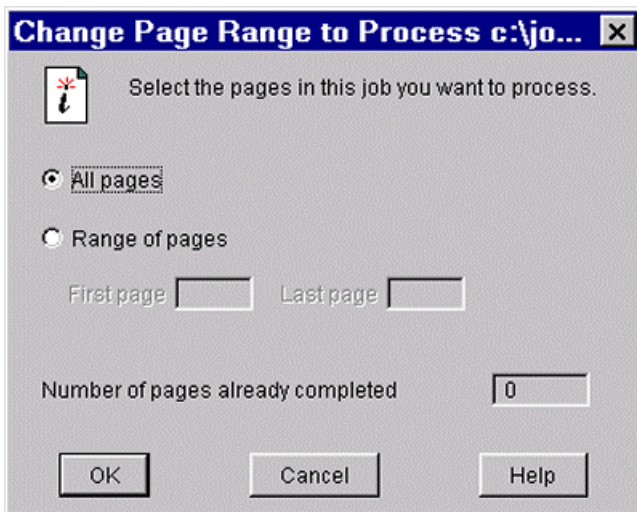 Change Page Range to Process c:\jo...
Select the pages in this job you want to process.
All pages
Range of pages
First page Last page
Number of pages already completed 0
OK Cancel Help